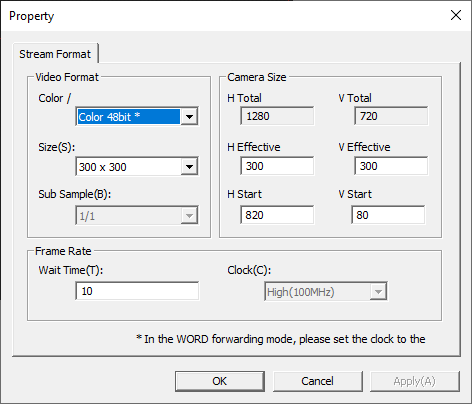 Property
Stream Format
Video Format
Color /
Color 48bit *
Size(S):
300 x 300
Sub Sample(B):
1/1
Camera Size
H Total
V Total
1280
720
H Effective
V Effective
300
300
H Start
V Start
820
80
Frame Rate
Wait Time(T):
Clock(C):
10
High(100MHz)
* In the WORD forwarding mode, please set the clock to the
OK
Cancel
Apply(A)